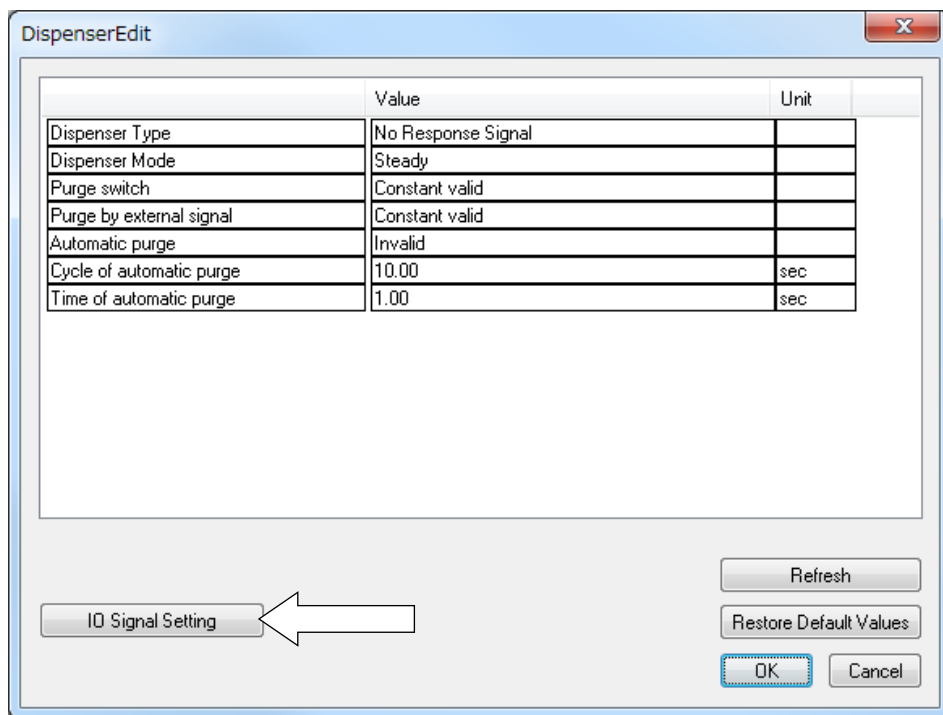 DispenserEdit
Value Unit
Dispenser Type No Response Signal
Dispenser Mode Steady
Purge switch Constant valid
Purge by external signal Constant valid
Automatic purge Invalid
Cycle of automatic purge 10.00 sec
Time of automatic purge 1.00 sec
Refresh
IO Signal Setting Restore Default Values
OK Cancel